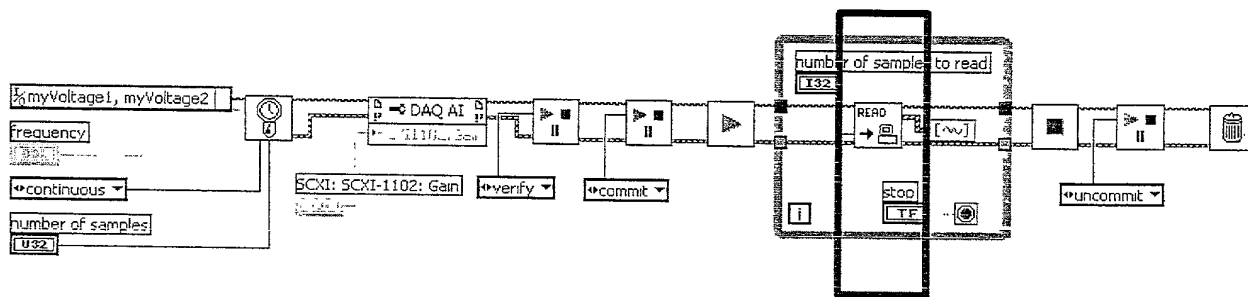 myVoltage1, myVoltage2
frequency
continuous
number of samples
U32
DAQ AI
SCXI: SCXI-1102: Gain
verify
commit
number of samples to read
I32
READ
stop
TF
i
uncommit